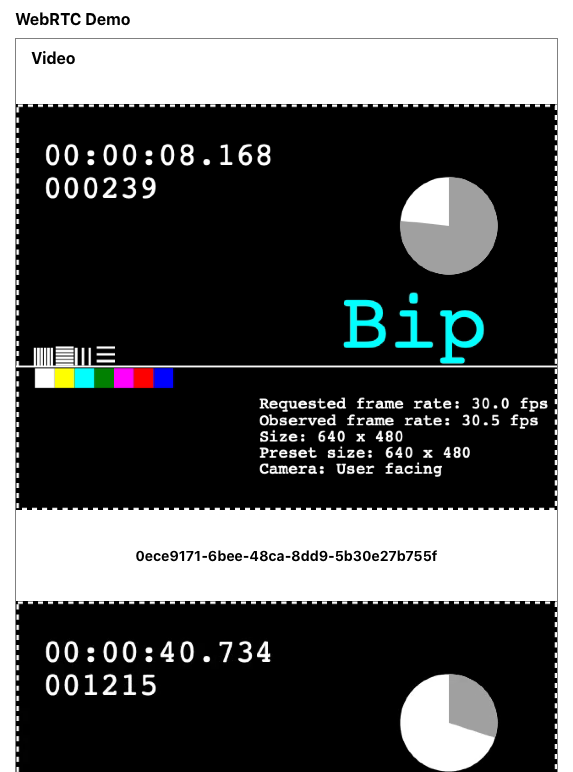 WebRTC Demo
Video
00:00:08.168
000239
Bip
Requested frame rate: 30.0 fps
Observed frame rate: 30.5 fps
Size: 640 x 480
Preset size: 640 x 480
Camera: User facing
0ece9171-6bee-48ca-8dd9-5b30e27b755f
00:00:40.734
001215